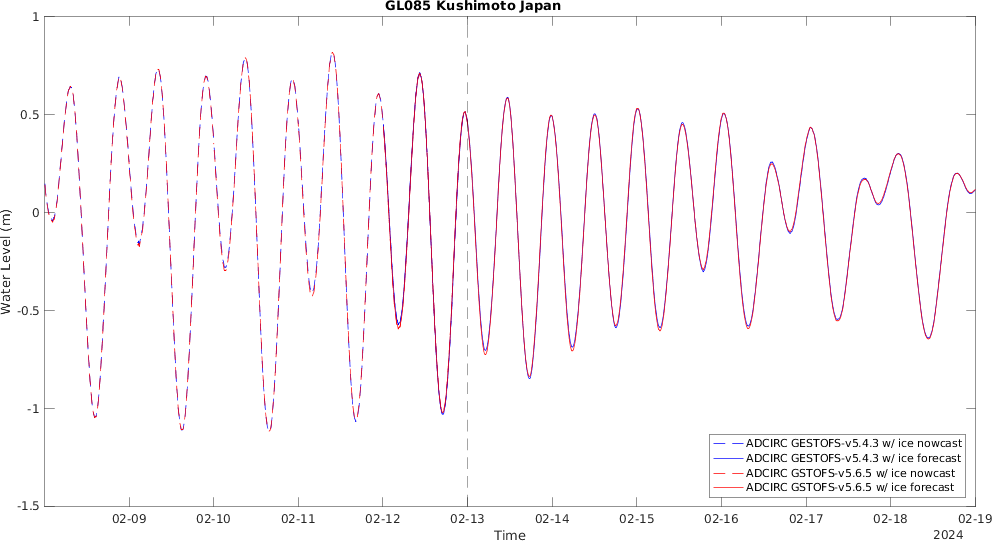 GL085 Kushimoto Japan
1
0.5
0
-0.5
-1
-1.5
Water Level (m)
ADCIRC GESTOFS-v5.4.3 w/ ice nowcast
ADCIRC GESTOFS-v5.4.3 w/ ice forecast
ADCIRC GSTOFS-v5.6.5 w/ ice nowcast
ADCIRC GSTOFS-v5.6.5 w/ ice forecast
02-09 02-10 02-11 02-12 02-13 02-14 02-15 02-16 02-17 02-18 02-19
Time
2024